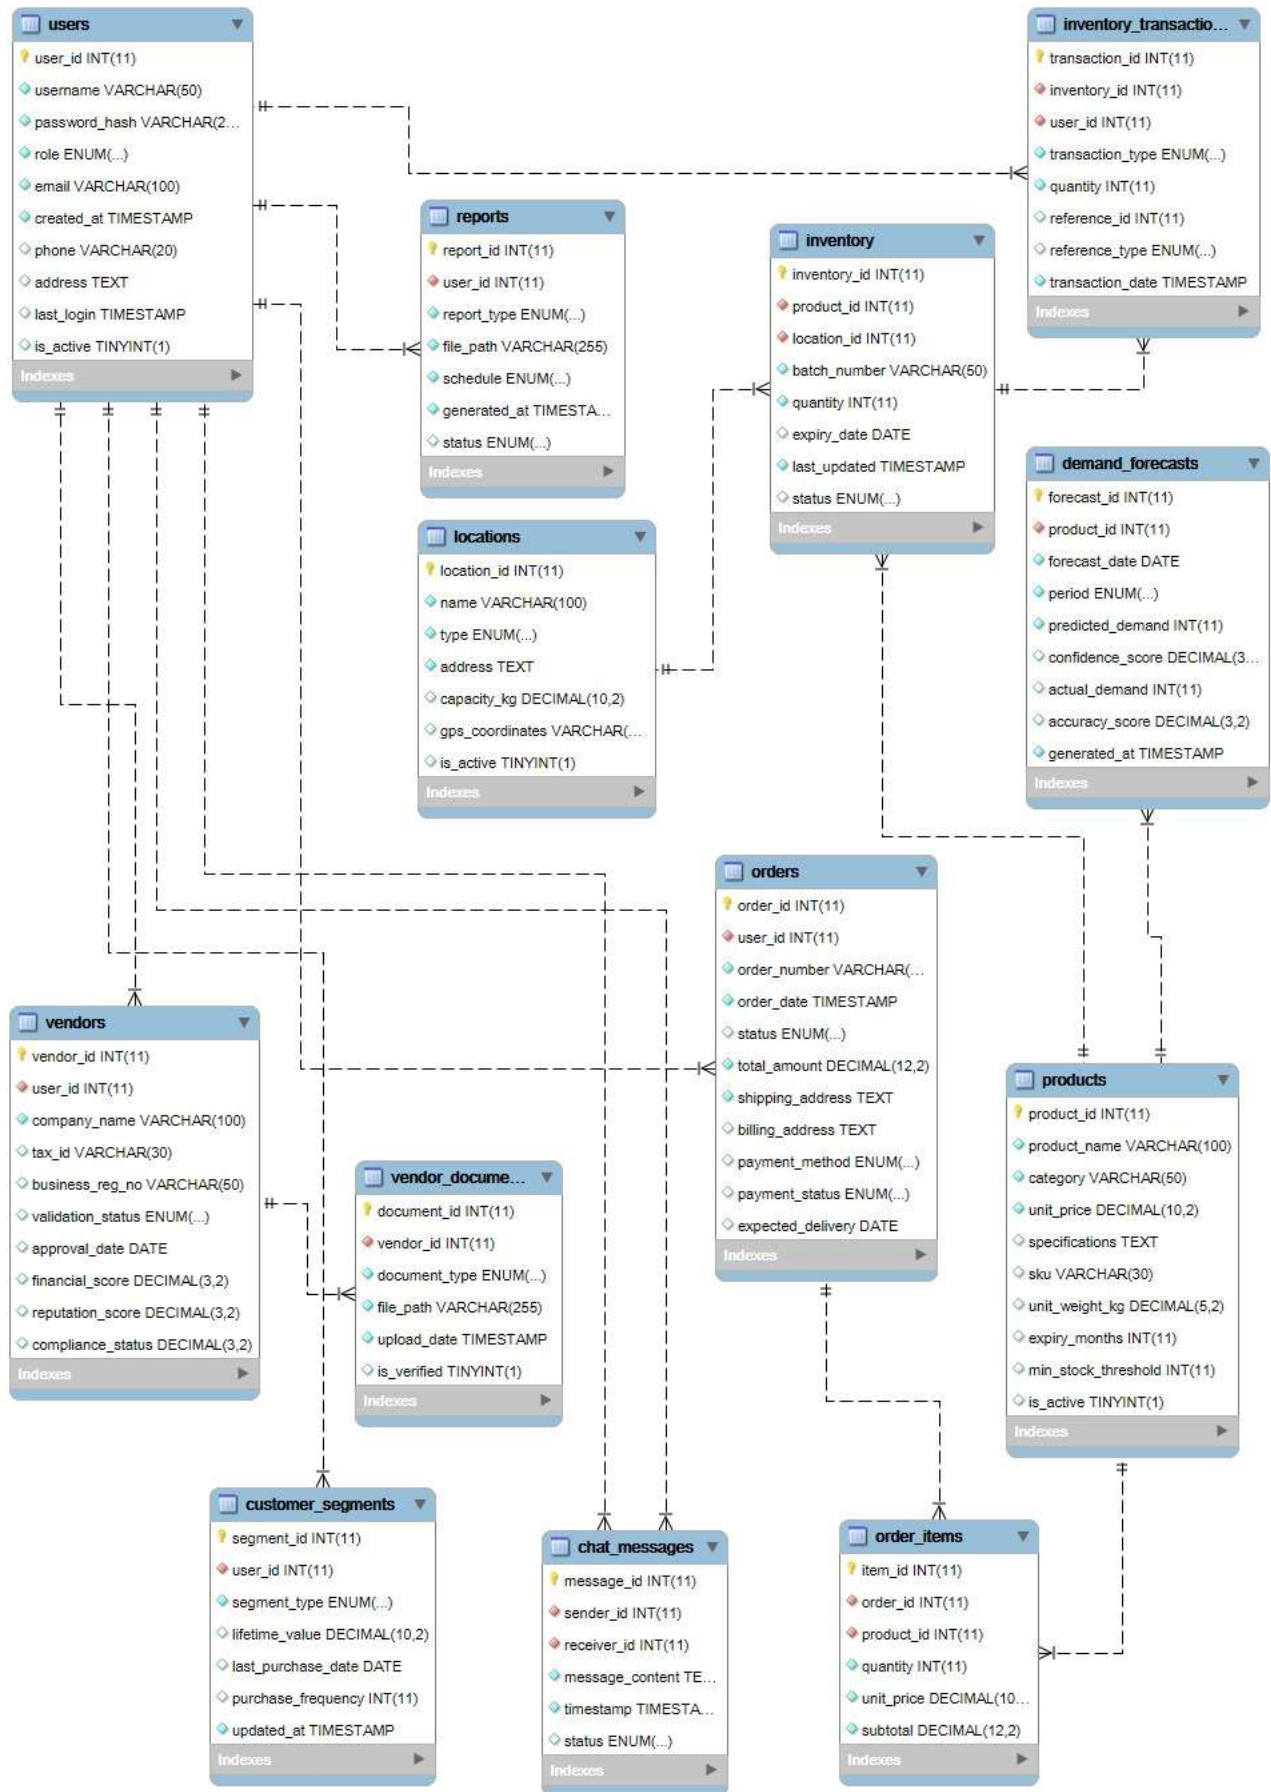 users
user_id INT(11)
username VARCHAR(50)
password_hash VARCHAR(2...
role ENUM(...)
email VARCHAR(100)
created_at TIMESTAMP
phone VARCHAR(20)
address TEXT
last_login TIMESTAMP
is_active TINYINT(1)
Indexes
inventory_transactio...
transaction_id INT(11)
inventory_id INT(11)
user_id INT(11)
transaction_type ENUM(...)
quantity INT(11)
reference_id INT(11)
reference_type ENUM(...)
transaction_date TIMESTAMP
Indexes
reports
report_id INT(11)
user_id INT(11)
report_type ENUM(...)
file_path VARCHAR(255)
schedule ENUM(...)
generated_at TIMESTA...
status ENUM(...)
Indexes
inventory
inventory_id INT(11)
product_id INT(11)
location_id INT(11)
batch_number VARCHAR(50)
quantity INT(11)
expiry_date DATE
last_updated TIMESTAMP
status ENUM(...)
Indexes
demand_forecasts
forecast_id INT(11)
product_id INT(11)
forecast_date DATE
period ENUM(...)
predicted_demand INT(11)
confidence_score DECIMAL(3...
actual_demand INT(11)
accuracy_score DECIMAL(3,2)
generated_at TIMESTAMP
Indexes
locations
location_id INT(11)
name VARCHAR(100)
type ENUM(...)
address TEXT
capacity_kg DECIMAL(10,2)
gps_coordinates VARCHAR(...
is_active TINYINT(1)
Indexes
orders
order_id INT(11)
user_id INT(11)
order_number VARCHAR(...
order_date TIMESTAMP
status ENUM(...)
total_amount DECIMAL(12,2)
shipping_address TEXT
billing_address TEXT
payment_method ENUM(...)
payment_status ENUM(...)
expected_delivery DATE
Indexes
vendors
vendor_id INT(11)
user_id INT(11)
company_name VARCHAR(100)
tax_id VARCHAR(30)
business_reg_no VARCHAR(50)
validation_status ENUM(...)
approval_date DATE
financial_score DECIMAL(3,2)
reputation_score DECIMAL(3,2)
compliance_status DECIMAL(3,2)
Indexes
vendor_docume...
document_id INT(11)
vendor_id INT(11)
document_type ENUM(...)
file_path VARCHAR(255)
upload_date TIMESTAMP
is_verified TINYINT(1)
Indexes
products
product_id INT(11)
product_name VARCHAR(100)
category VARCHAR(50)
unit_price DECIMAL(10,2)
specifications TEXT
sku VARCHAR(30)
unit_weight_kg DECIMAL(5,2)
expiry_months INT(11)
min_stock_threshold INT(11)
is_active TINYINT(1)
Indexes
customer_segments
segment_id INT(11)
user_id INT(11)
segment_type ENUM(...)
lifetime_value DECIMAL(10,2)
last_purchase_date DATE
purchase_frequency INT(11)
updated_at TIMESTAMP
Indexes
chat_messages
message_id INT(11)
sender_id INT(11)
receiver_id INT(11)
message_content TE...
timestamp TIMESTA...
status ENUM(...)
Indexes
order_items
item_id INT(11)
order_id INT(11)
product_id INT(11)
quantity INT(11)
unit_price DECIMAL(10...
subtotal DECIMAL(12,2)
Indexes